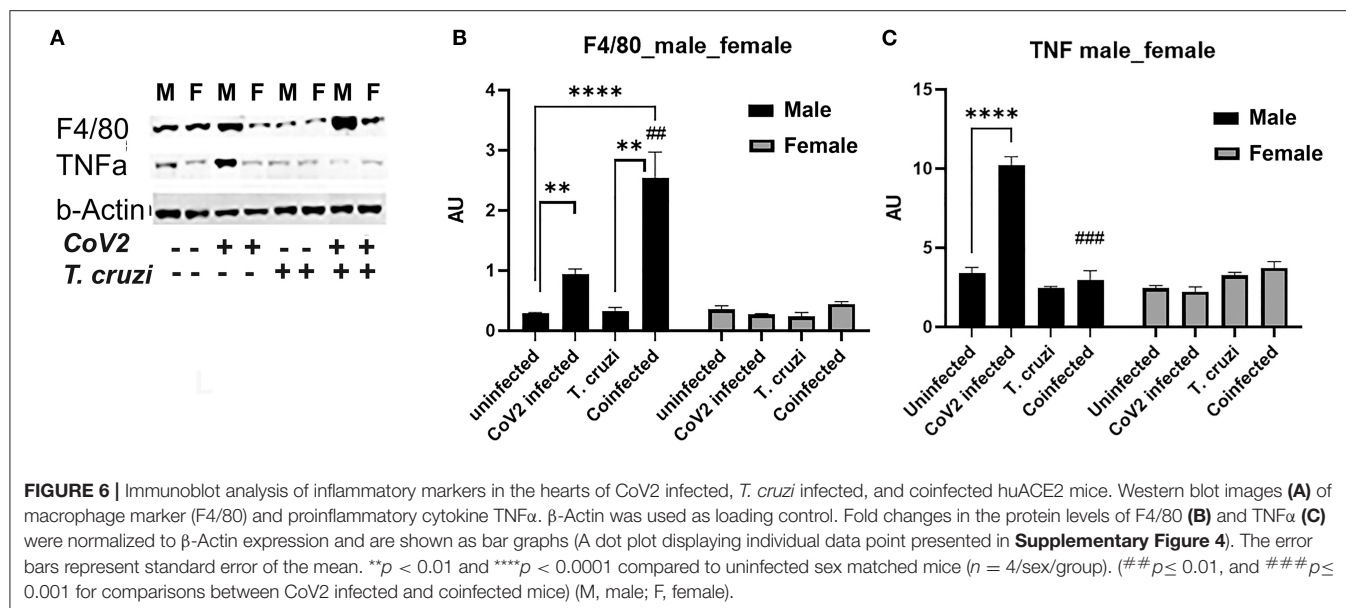 A
M F M F M F M F
F4/80
TNFa
b-Actin
CoV2 - - + + - - + +
T. cruzi - - - - + + + +
L
B
F4/80_male_female
AU
4
3
2
1
0
****
**
**
##
Male
Female
uninfected
CoV2 infected
T. cruzi
Coinfected
uninfected
CoV2 infected
T. cruzi
Coinfected
C
TNF male_female
AU
15
10
5
0
****
###
Male
Female
Uninfected
CoV2 infected
T. cruzi
Coinfected
Uninfected
CoV2 infected
T. cruzi
Coinfected
FIGURE 6 | Immunoblot analysis of inflammatory markers in the hearts of CoV2 infected, T. cruzi infected, and coinfected huACE2 mice. Western blot images (A) of
macrophage marker (F4/80) and proinflammatory cytokine TNFα. β-Actin was used as loading control. Fold changes in the protein levels of F4/80 (B) and TNFα (C)
were normalized to β-Actin expression and are shown as bar graphs (A dot plot displaying individual data point presented in Supplementary Figure 4). The error
bars represent standard error of the mean. **p < 0.01 and ****p < 0.0001 compared to uninfected sex matched mice (n = 4/sex/group). (##p≤ 0.01, and ###p≤
0.001 for comparisons between CoV2 infected and coinfected mice) (M, male; F, female).